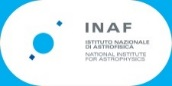 INAF
ISTITUTO NAZIONALE
DI ASTROFISICA
NATIONAL INSTITUTE
FOR ASTROPHYSICS